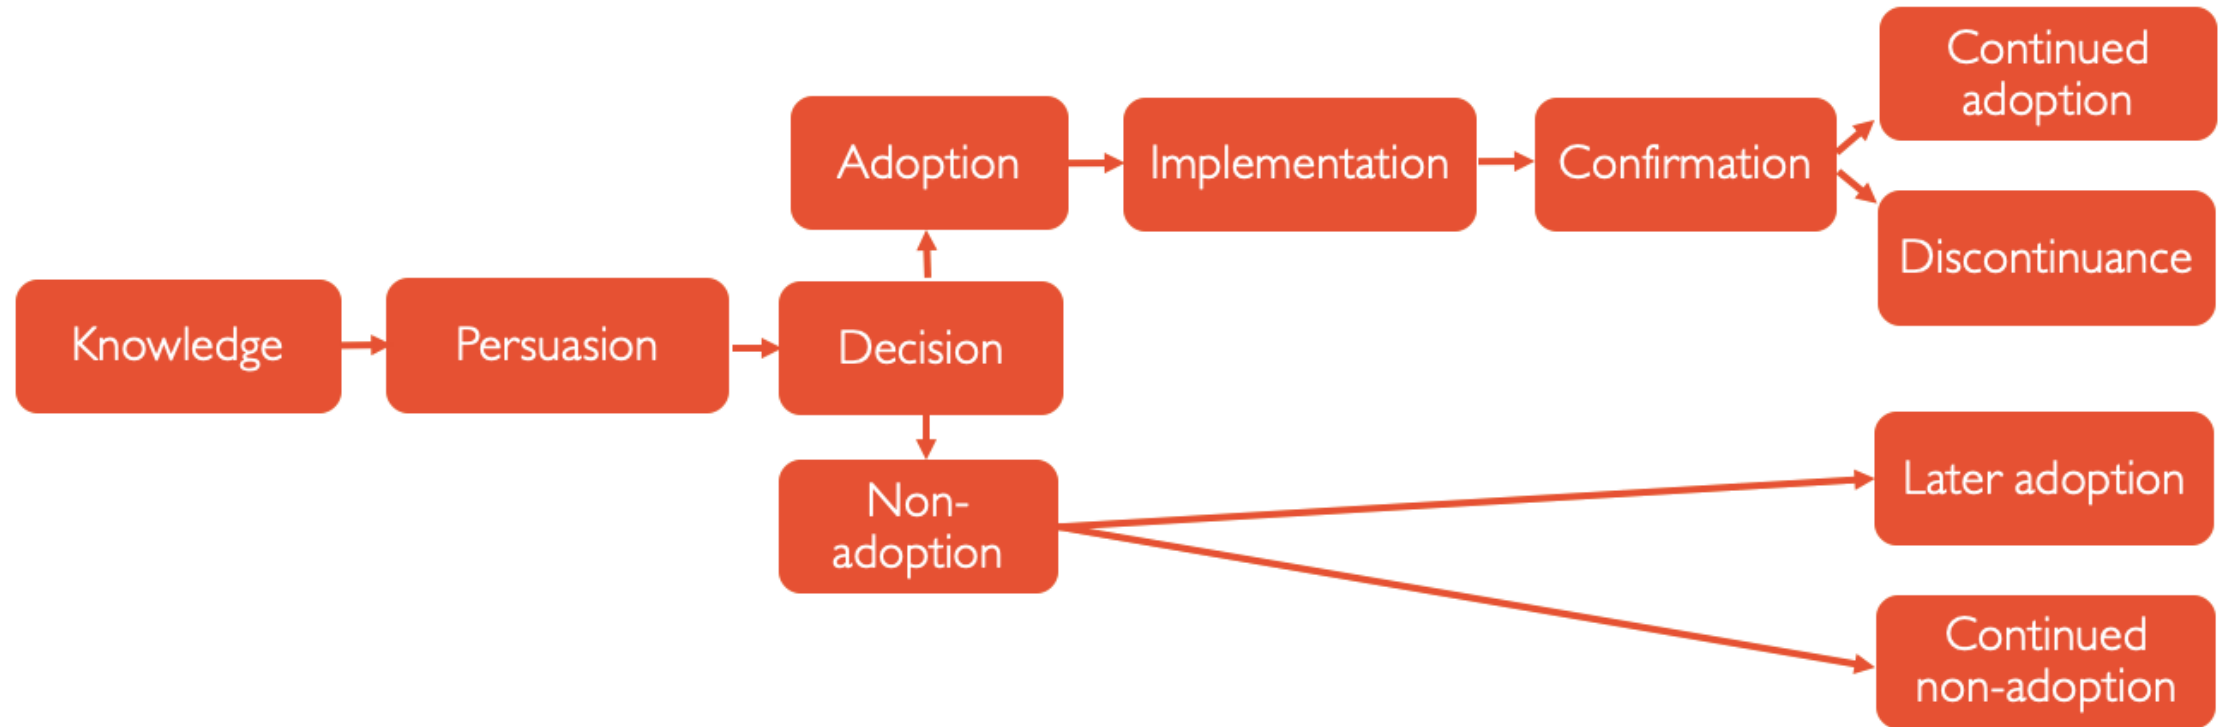 Continued
adoption
Adoption
Implementation
Confirmation
Discontinuance
Knowledge
Persuasion
Decision
Non-
adoption
Later adoption
Continued
non-adoption